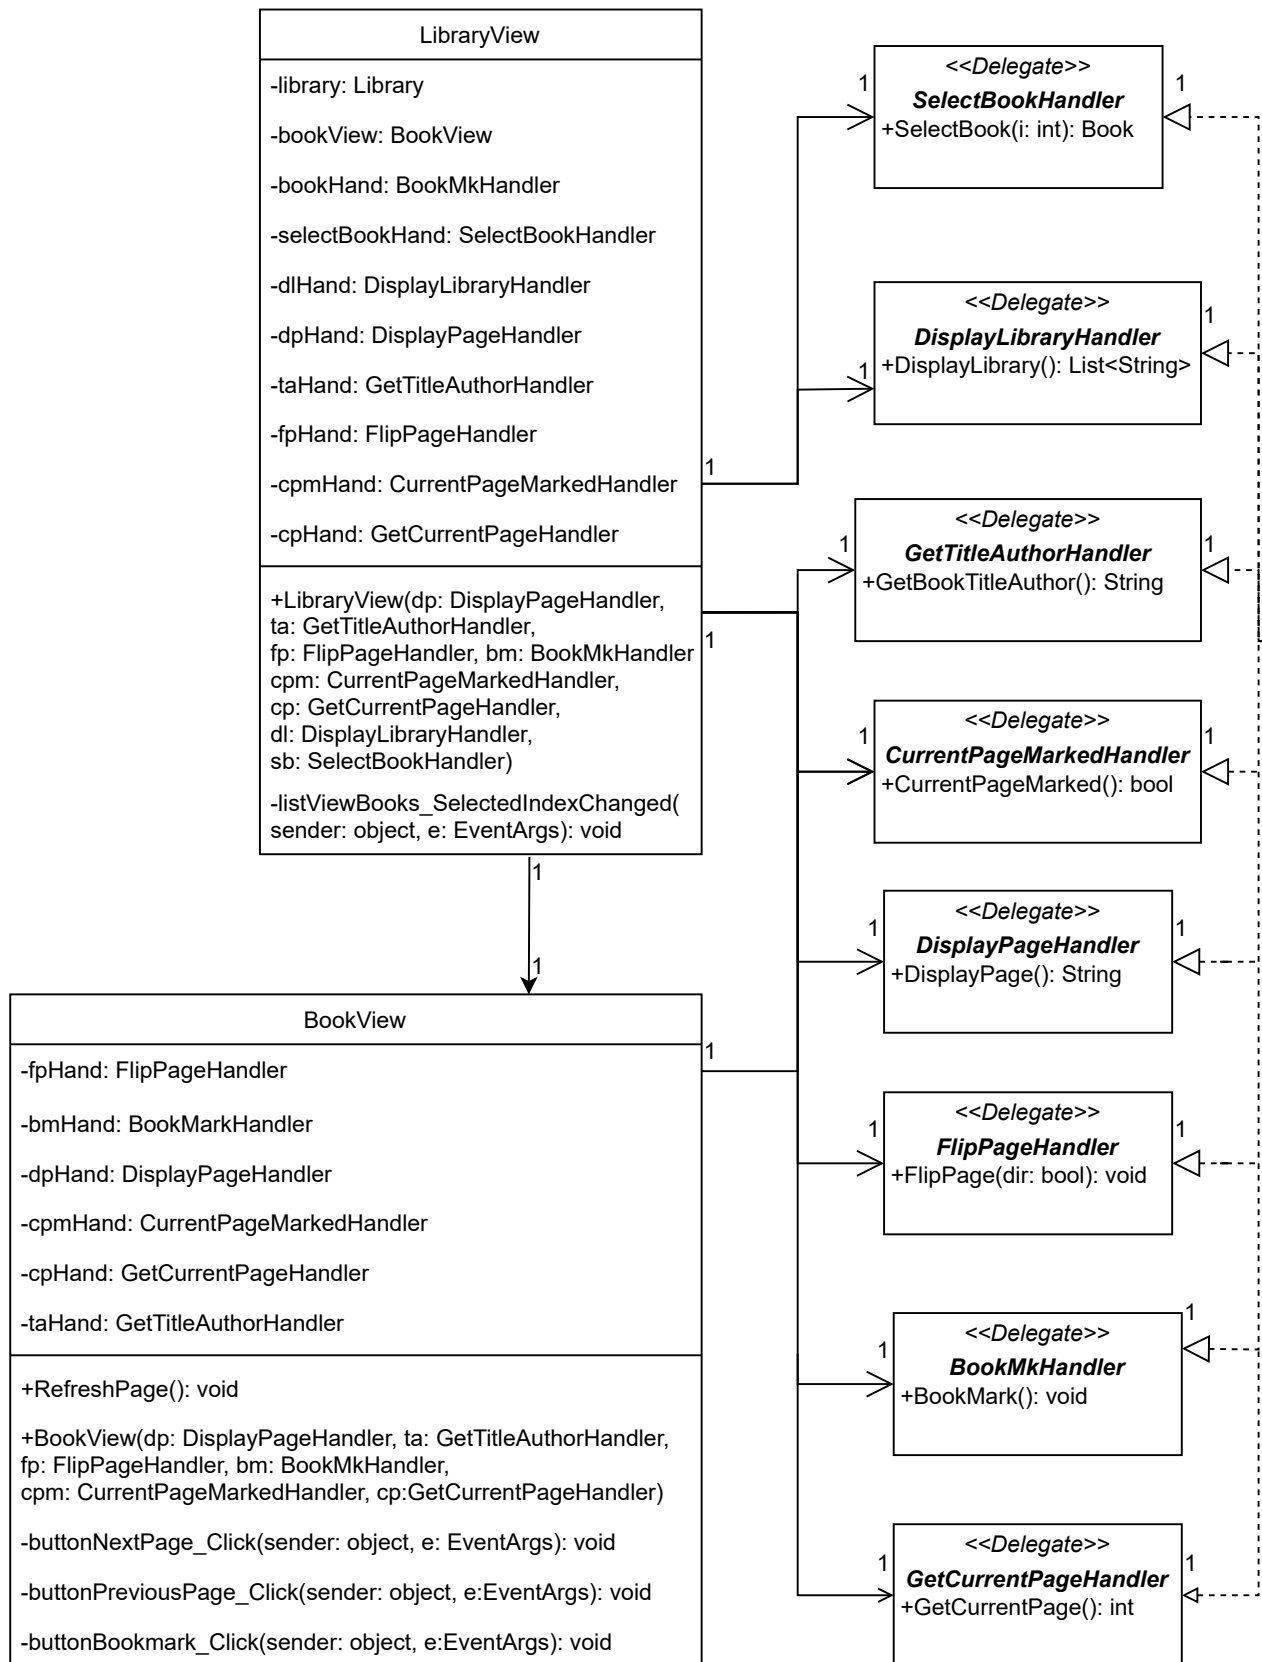 LibraryView
-library: Library
-bookView: BookView
-bookHand: BookMkHandler
-selectBookHand: SelectBookHandler
-dlHand: DisplayLibraryHandler
-dpHand: DisplayPageHandler
-taHand: GetTitleAuthorHandler
-fpHand: FlipPageHandler
-cpmHand: CurrentPageMarkedHandler
-cpHand: GetCurrentPageHandler
+LibraryView(dp: DisplayPageHandler,
ta: GetTitleAuthorHandler,
fp: FlipPageHandler, bm: BookMkHandler
cpm: CurrentPageMarkedHandler,
cp: GetCurrentPageHandler,
dl: DisplayLibraryHandler,
sb: SelectBookHandler)
-listViewBooks_SelectedIndexChanged(
sender: object, e: EventArgs): void
1
1
1
1
BookView
-fpHand: FlipPageHandler
-bmHand: BookMarkHandler
-dpHand: DisplayPageHandler
-cpmHand: CurrentPageMarkedHandler
-cpHand: GetCurrentPageHandler
-taHand: GetTitleAuthorHandler
+RefreshPage(): void
+BookView(dp: DisplayPageHandler, ta: GetTitleAuthorHandler,
fp: FlipPageHandler, bm: BookMkHandler,
cpm: CurrentPageMarkedHandler, cp:GetCurrentPageHandler)
-buttonNextPage_Click(sender: object, e: EventArgs): void
-buttonPreviousPage_Click(sender: object, e:EventArgs): void
-buttonBookmark_Click(sender: object, e:EventArgs): void
1
1
<<Delegate>>
SelectBookHandler
+SelectBook(i: int): Book
1
1
<<Delegate>>
DisplayLibraryHandler
+DisplayLibrary(): List<String>
1
1
<<Delegate>>
GetTitleAuthorHandler
+GetBookTitleAuthor(): String
1
1
<<Delegate>>
CurrentPageMarkedHandler
+CurrentPageMarked(): bool
1
1
<<Delegate>>
DisplayPageHandler
+DisplayPage(): String
1
1
<<Delegate>>
FlipPageHandler
+FlipPage(dir: bool): void
1
1
<<Delegate>>
BookMkHandler
+BookMark(): void
1
1
<<Delegate>>
GetCurrentPageHandler
+GetCurrentPage(): int
1
1